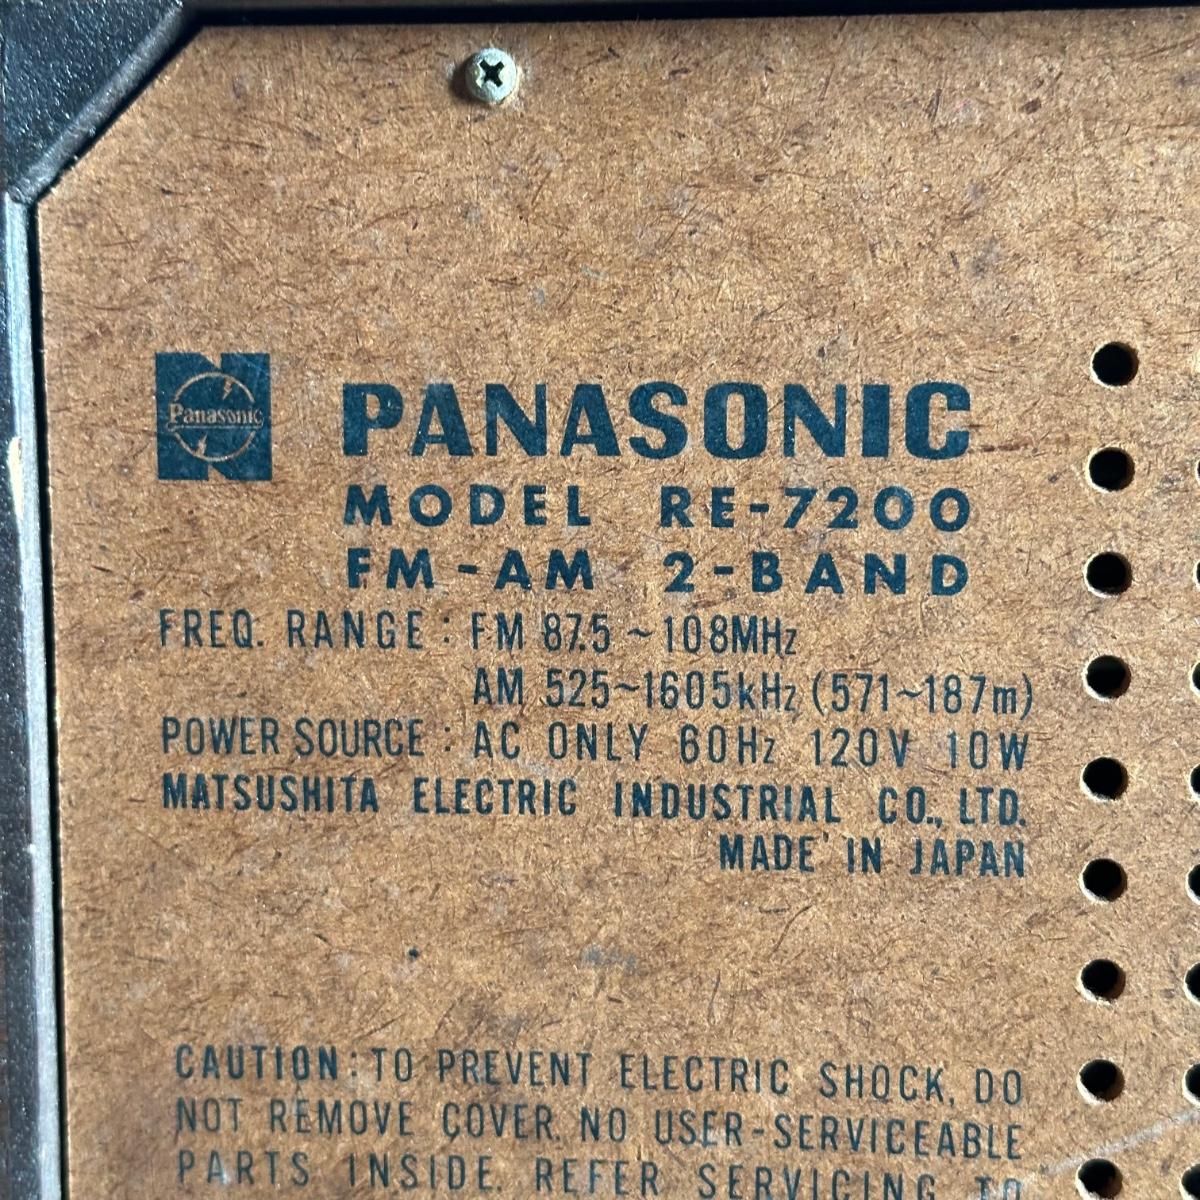 Panasonic
PANASONIC
MODEL RE-7200
FM-AM 2-BAND
FREQ. RANGE : FM 87.5 ~ 108MHz
AM 525~1605kHz (571~187m)
POWER SOURCE : AC ONLY 60Hz 120V 10W
MATSUSHITA ELECTRIC INDUSTRIAL CO., LTD.
MADE IN JAPAN
CAUTION : TO PREVENT ELECTRIC SHOCK, DO
NOT REMOVE COVER. NO USER-SERVICEABLE
PARTS INSIDE. REFER SERVICING TO